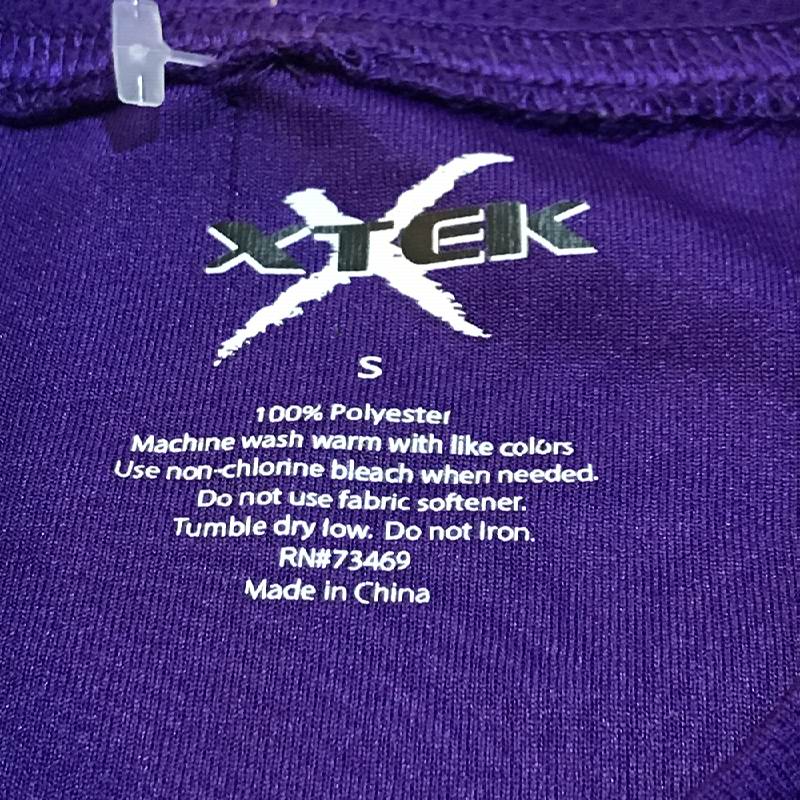 XTEK
S
100% Polyester
Machine wash warm with like colors
Use non-chlorine bleach when needed.
Do not use fabric softener.
Tumble dry low. Do not Iron.
RN#73469
Made in China